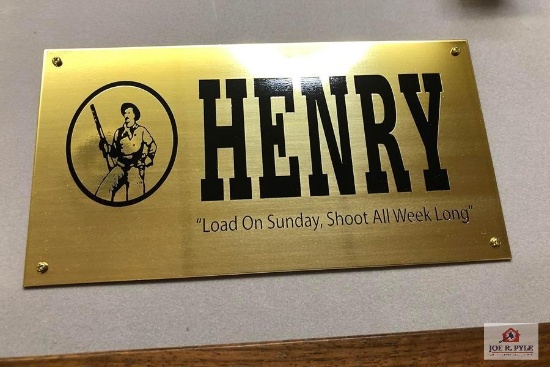 HENRY
"Load On Sunday, Shoot All Week Long"
JOE R. PYLE